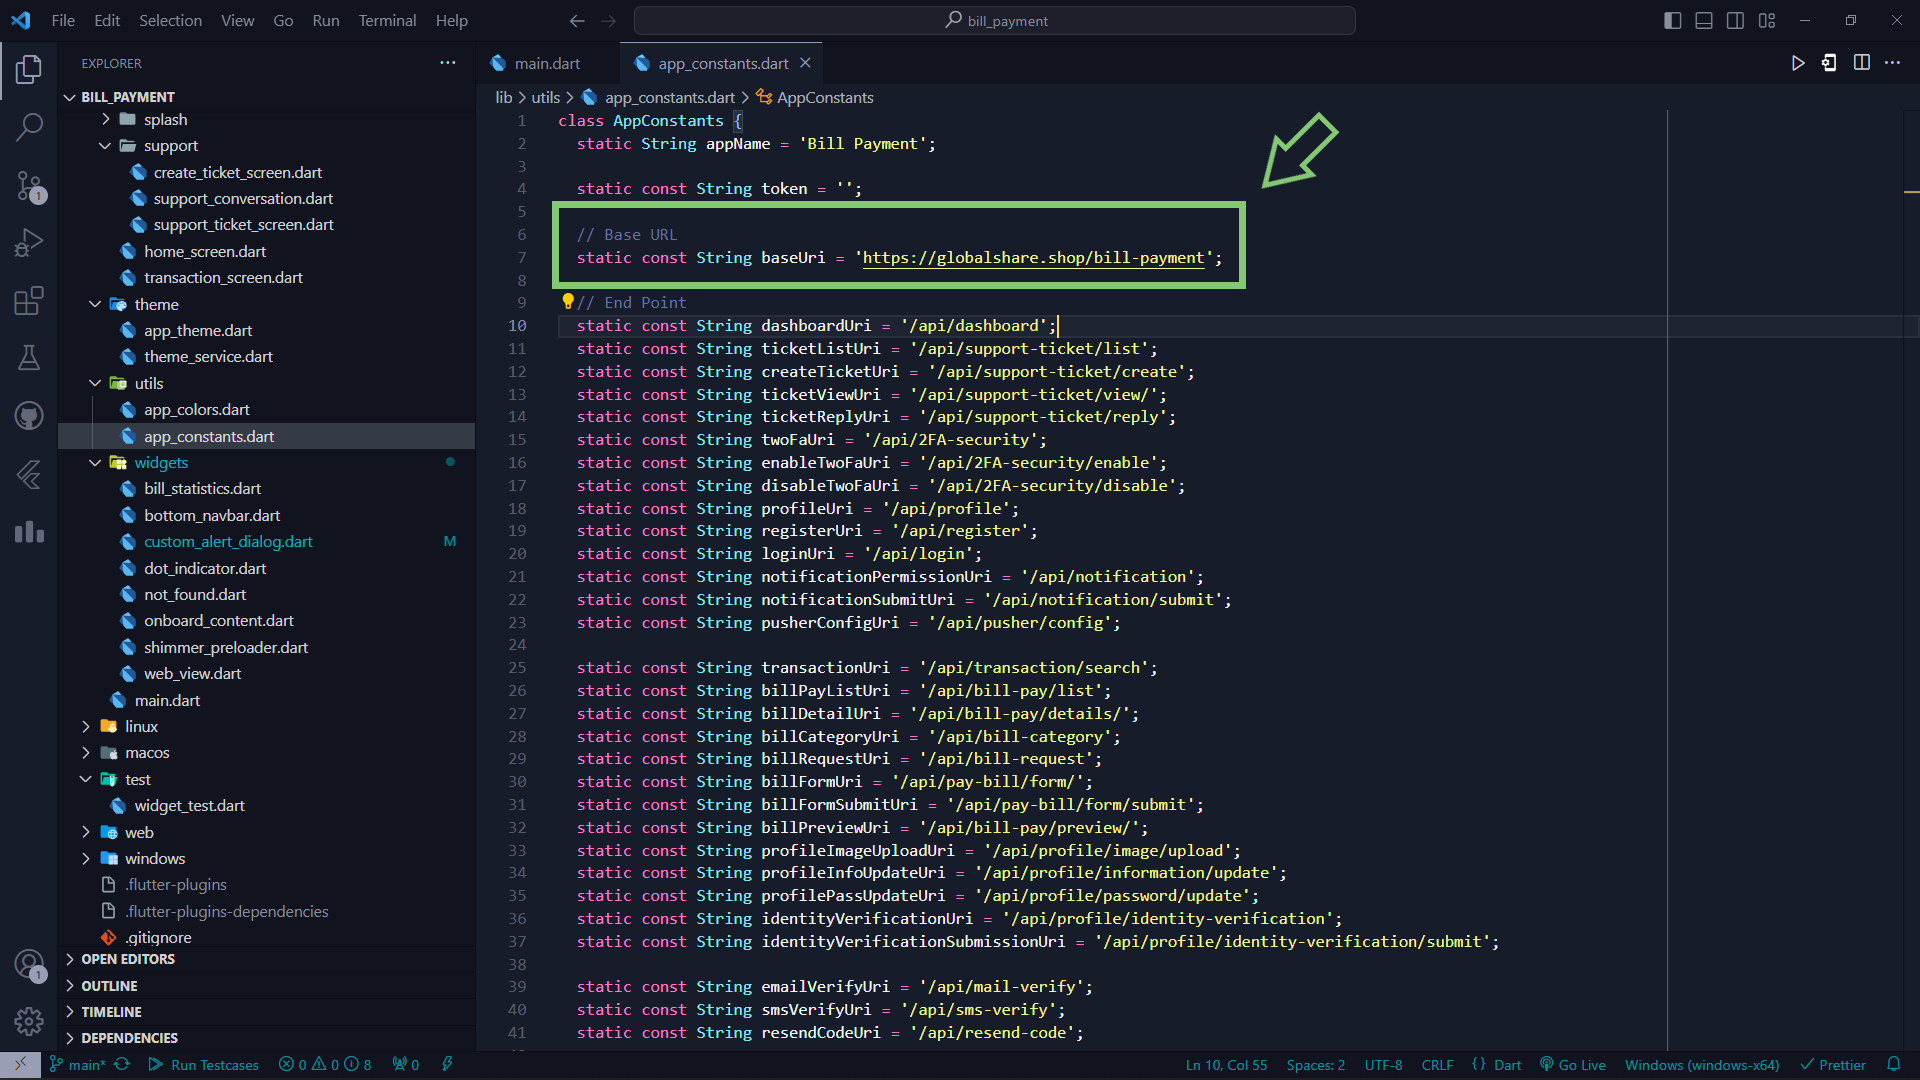 File Edit Selection View Go Run Terminal Help
bill_payment
EXPLORER
BILL_PAYMENT
splash
support
create_ticket_screen.dart
support_conversation.dart
support_ticket_screen.dart
home_screen.dart
transaction_screen.dart
theme
app_theme.dart
theme_service.dart
utils
app_colors.dart
app_constants.dart
widgets
bill_statistics.dart
bottom_navbar.dart
custom_alert_dialog.dart M
dot_indicator.dart
not_found.dart
onboard_content.dart
shimmer_preloader.dart
web_view.dart
main.dart
linux
macos
test
widget_test.dart
web
windows
.flutter-plugins
.flutter-plugins-dependencies
.gitignore
OPEN EDITORS
OUTLINE
TIMELINE
DEPENDENCIES
1
1
main.dart app_constants.dart
lib > utils > app_constants.dart > AppConstants
1 class AppConstants {
2 static String appName = 'Bill Payment';
3
4 static const String token = '';
5
6 // Base URL
7 static const String baseUri = 'https://globalshare.shop/bill-payment';
8
9 // End Point
10 static const String dashboardUri = '/api/dashboard';
11 static const String ticketListUri = '/api/support-ticket/list';
12 static const String createTicketUri = '/api/support-ticket/create';
13 static const String ticketViewUri = '/api/support-ticket/view/';
14 static const String ticketReplyUri = '/api/support-ticket/reply';
15 static const String twoFaUri = '/api/2FA-security';
16 static const String enableTwoFaUri = '/api/2FA-security/enable';
17 static const String disableTwoFaUri = '/api/2FA-security/disable';
18 static const String profileUri = '/api/profile';
19 static const String registerUri = '/api/register';
20 static const String loginUri = '/api/login';
21 static const String notificationPermissionUri = '/api/notification';
22 static const String notificationSubmitUri = '/api/notification/submit';
23 static const String pusherConfigUri = '/api/pusher/config';
24
25 static const String transactionUri = '/api/transaction/search';
26 static const String billPayListUri = '/api/bill-pay/list';
27 static const String billDetailUri = '/api/bill-pay/details/';
28 static const String billCategoryUri = '/api/bill-category';
29 static const String billRequestUri = '/api/bill-request';
30 static const String billFormUri = '/api/pay-bill/form/';
31 static const String billFormSubmitUri = '/api/pay-bill/form/submit';
32 static const String billPreviewUri = '/api/bill-pay/preview/';
33 static const String profileImageUploadUri = '/api/profile/image/upload';
34 static const String profileInfoUpdateUri = '/api/profile/information/update';
35 static const String profilePassUpdateUri = '/api/profile/password/update';
36 static const String identityVerificationUri = '/api/profile/identity-verification';
37 static const String identityVerificationSubmissionUri = '/api/profile/identity-verification/submit';
38
39 static const String emailVerifyUri = '/api/mail-verify';
40 static const String smsVerifyUri = '/api/sms-verify';
41 static const String resendCodeUri = '/api/resend-code';
main* Run Testcases 0 0 8 0 Ln 10, Col 55 Spaces: 2 UTF-8 CRLF { } Dart Go Live Windows (windows-x64) Prettier